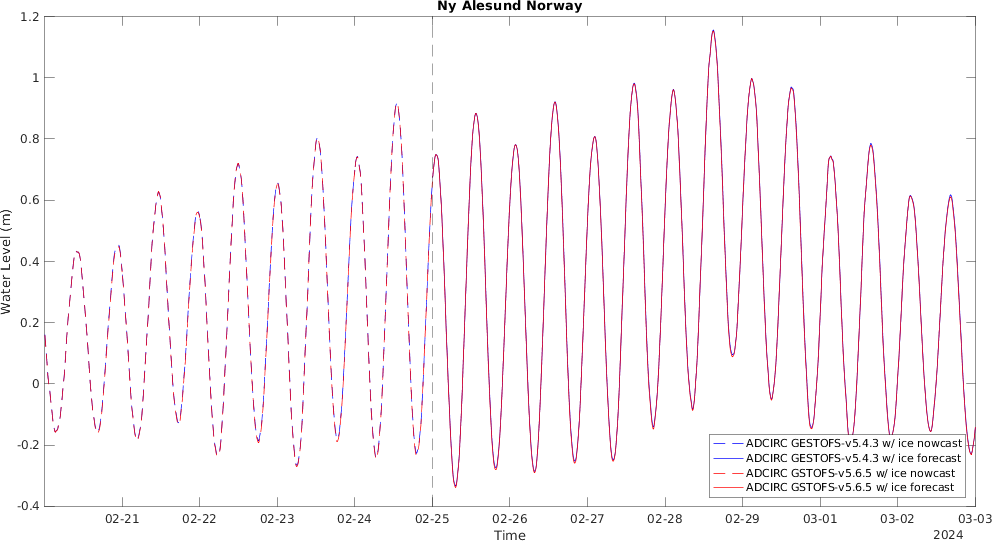 Ny Alesund Norway
1.2
1
0.8
0.6
0.4
0.2
0
-0.2
-0.4
Water Level (m)
ADCIRC GESTOFS-v5.4.3 w/ ice nowcast
ADCIRC GESTOFS-v5.4.3 w/ ice forecast
ADCIRC GSTOFS-v5.6.5 w/ ice nowcast
ADCIRC GSTOFS-v5.6.5 w/ ice forecast
02-21 02-22 02-23 02-24 02-25 02-26 02-27 02-28 02-29 03-01 03-02 03-03
Time
2024